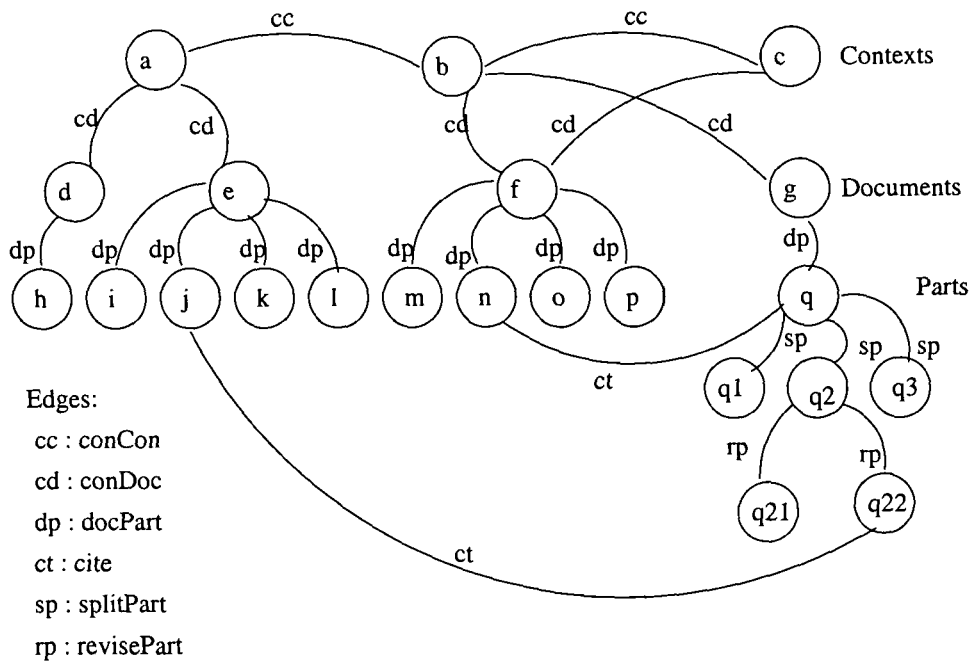 cc
cc
a
b
c
Contexts
cd
cd
cd
cd
cd
d
e
f
g
Documents
dp
dp
dp
dp
dp
dp
dp
dp
dp
dp
h
i
j
k
l
m
n
o
p
q
Parts
sp
sp
sp
ct
q1
q2
q3
Edges:
cc : conCon
cd : conDoc
dp : docPart
ct : cite
sp : splitPart
rp : revisePart
rp
rp
q21
q22
ct